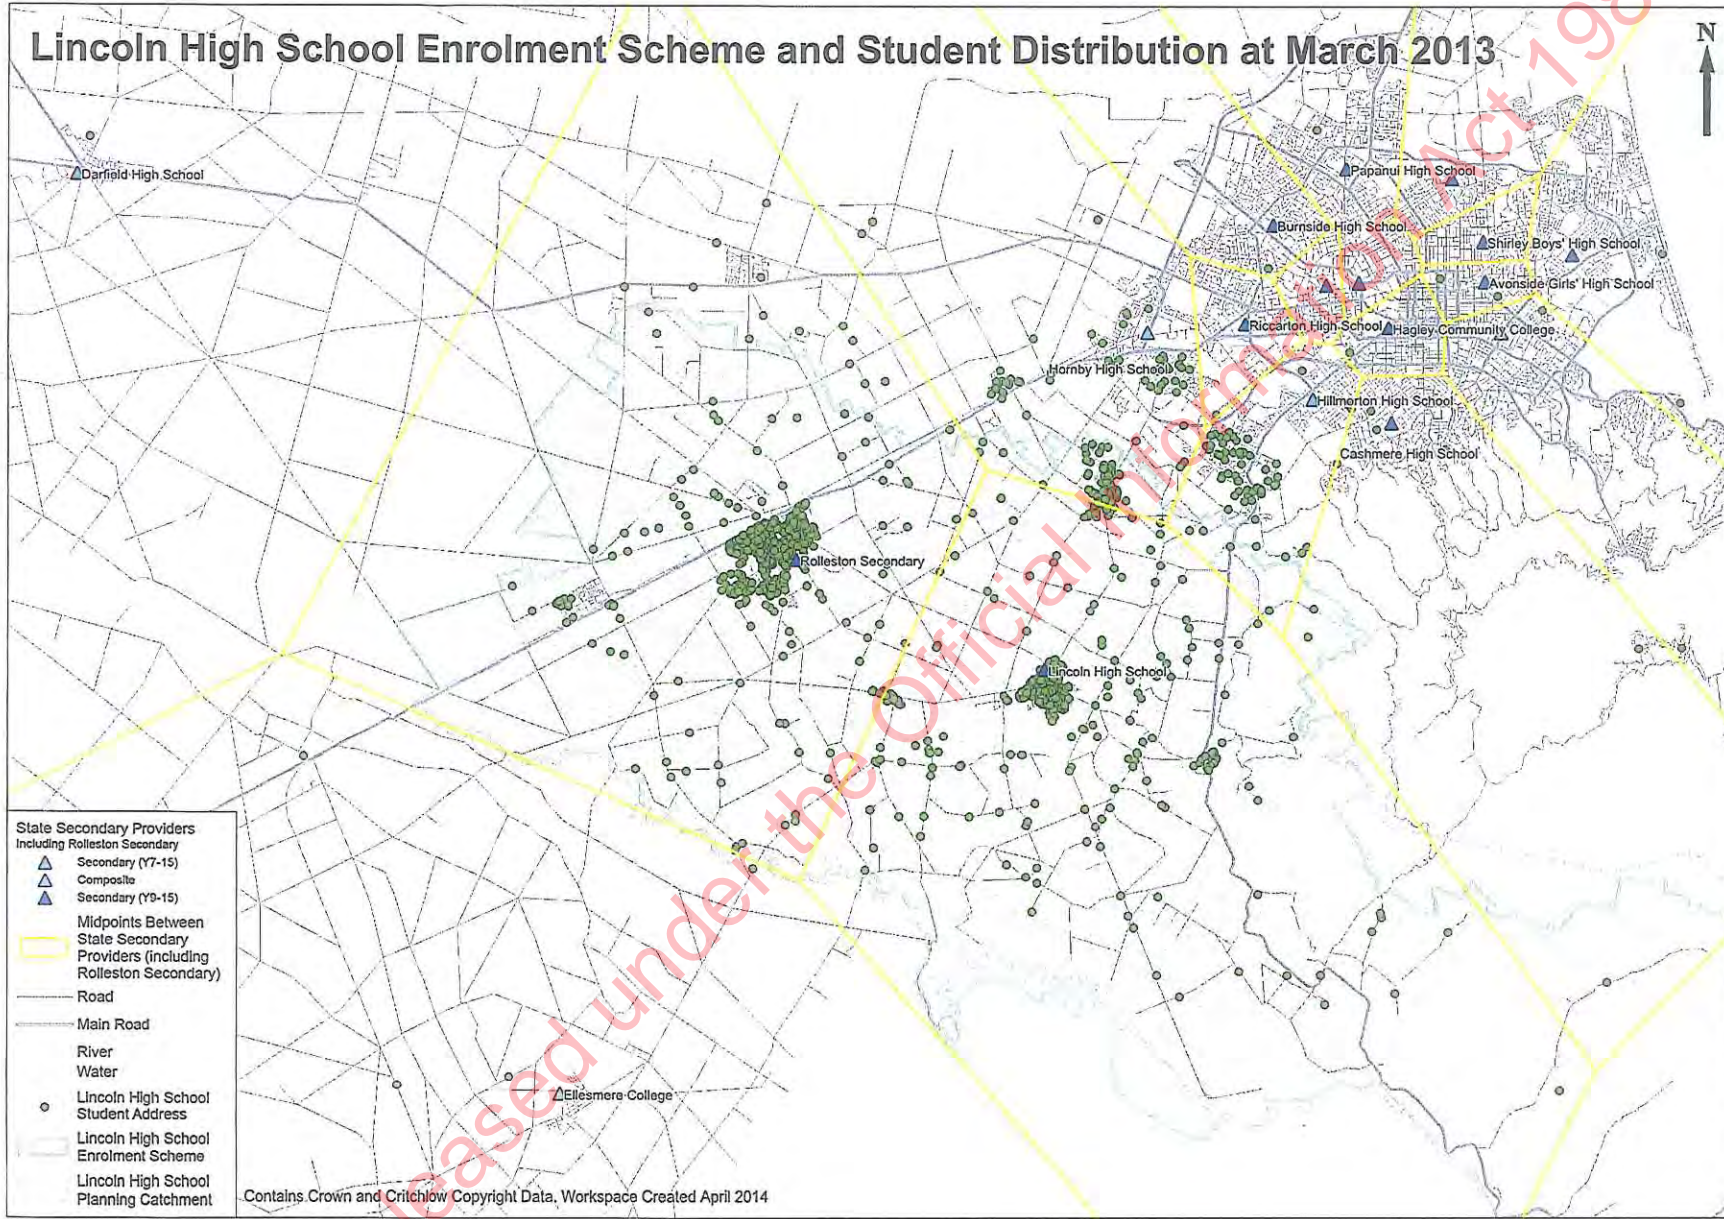 Lincoln High School Enrolment Scheme and Student Distribution at March 2013
N
Darfield High School
Papanui High School
Burnside High School
Shirley Boys' High School
Avonside Girls' High School
Riccarton High School
Hagley Community College
Hornby High School
Hillmorton High School
Cashmere High School
Rolleston Secondary
Lincoln High School
Ellesmere College
State Secondary Providers
Including Rolleston Secondary
Secondary (Y7-15)
Composite
Secondary (Y9-15)
Midpoints Between
State Secondary
Providers (including
Rolleston Secondary)
Road
Main Road
River
Water
Lincoln High School
Student Address
Lincoln High School
Enrolment Scheme
Lincoln High School
Planning Catchment
Contains Crown and Critchlow Copyright Data. Workspace Created April 2014
leased under the Official Information Act 198